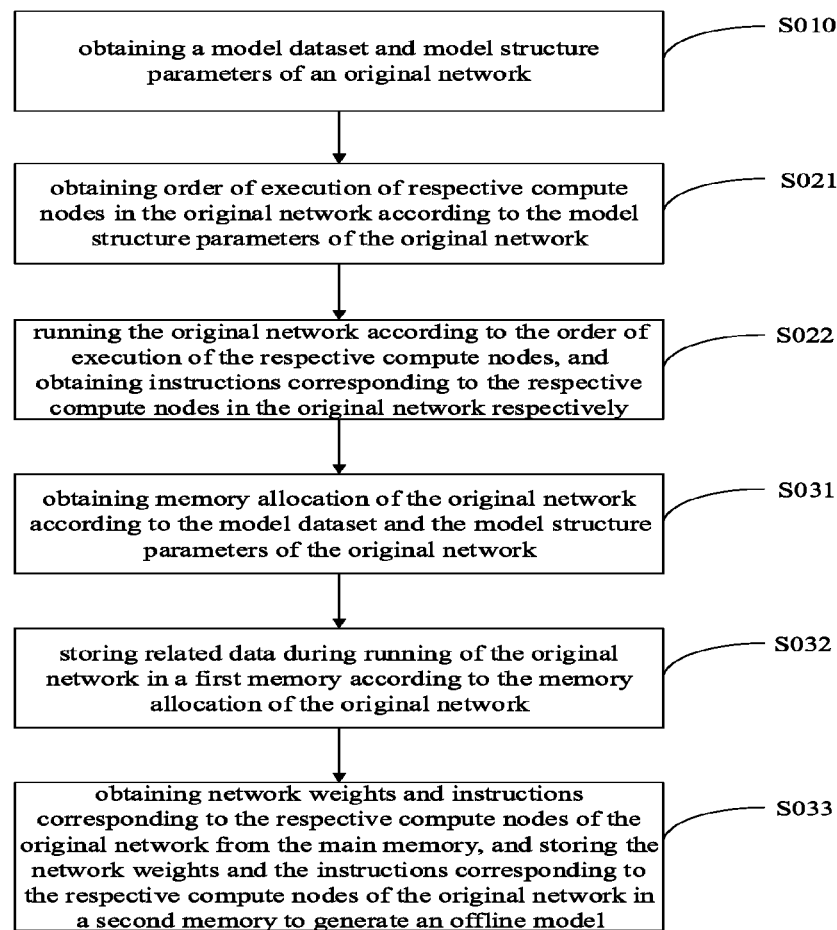 obtaining a model dataset and model structure
parameters of an original network
S010
obtaining order of execution of respective compute
nodes in the original network according to the model
structure parameters of the original network
S021
running the original network according to the order of
execution of the respective compute nodes, and
obtaining instructions corresponding to the respective
compute nodes in the original network respectively
S022
obtaining memory allocation of the original network
according to the model dataset and the model structure
parameters of the original network
S031
storing related data during running of the original
network in a first memory according to the memory
allocation of the original network
S032
obtaining network weights and instructions
corresponding to the respective compute nodes of the
original network from the main memory, and storing the
network weights and the instructions corresponding to
the respective compute nodes of the original network in
a second memory to generate an offline model
S033